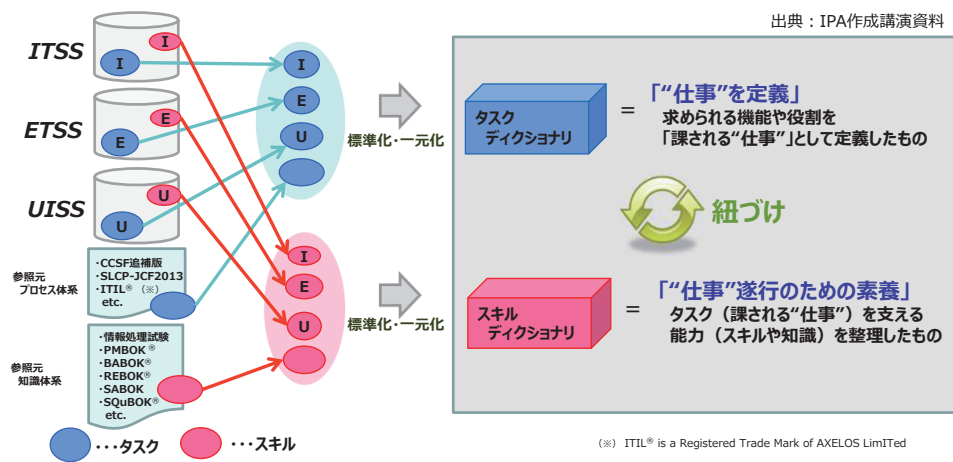 出典：IPA作成講演資料
ITSS
I
I
ETSS
E
E
UISS
U
U
参照元
プロセス体系
・CCSF追補版
・SLCP-JCF2013
・ITIL®（※）
etc.
参照元
知識体系
・情報処理試験
・PMBOK®
・BABOK®
・REBOK®
・SABOK
・SQuBOK®
etc.
・・・タスク
・・・スキル
I
E
U
標準化・一元化
I
E
U
標準化・一元化
タスク
ディクショナリ
=
「“仕事”を定義」
求められる機能や役割を
「課される“仕事”」として定義したもの
紐づけ
スキル
ディクショナリ
=
「“仕事”遂行のための素養」
タスク（課される“仕事”）を支える
能力（スキルや知識）を整理したもの
（※）ITIL® is a Registered Trade Mark of AXELOS LimITed